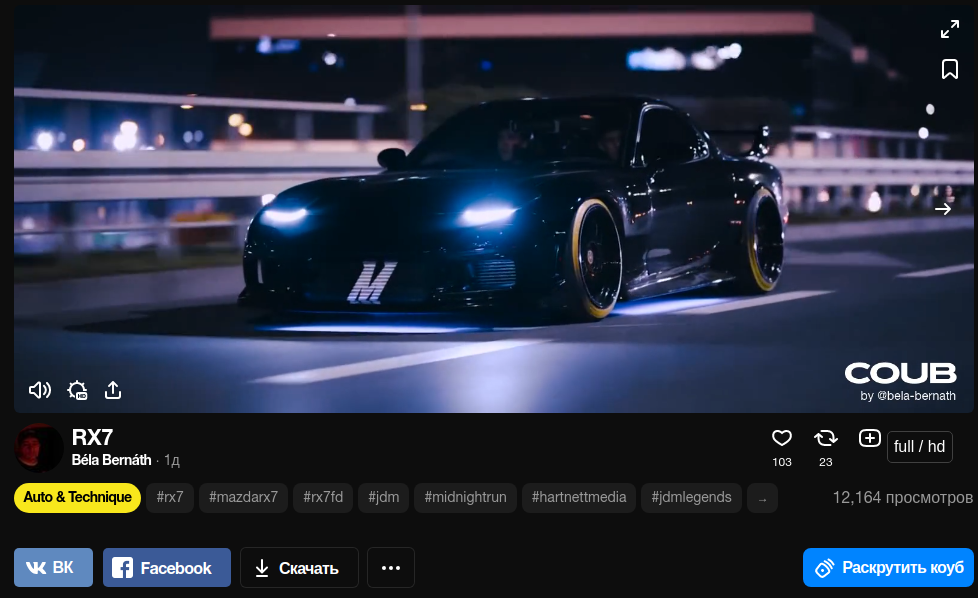 HD
COUB
by @bela-bernath
RX7
Béla Bernáth · 1д
103
23
full / hd
Auto & Technique
#rx7
#mazdarx7
#rx7fd
#jdm
#midnightrun
#hartnettmedia
#jdmlegends
12,164 просмотров
ВК
Facebook
Скачать
Раскрутить коуб